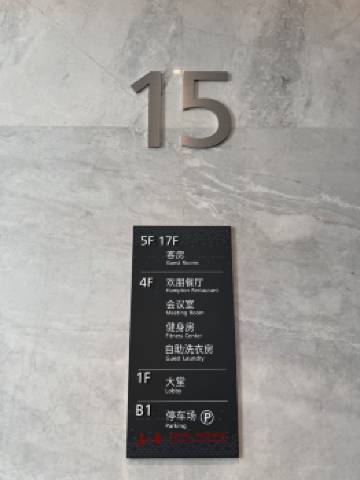 15
5F 17F
客房
Guest Rooms
4F 双朋餐厅
Hampton Restaurant
会议室
Meeting Room
健身房
Fitness Center
自助洗衣房
Guest Laundry
1F 大堂
Lobby
B1 停车场 P
Parking